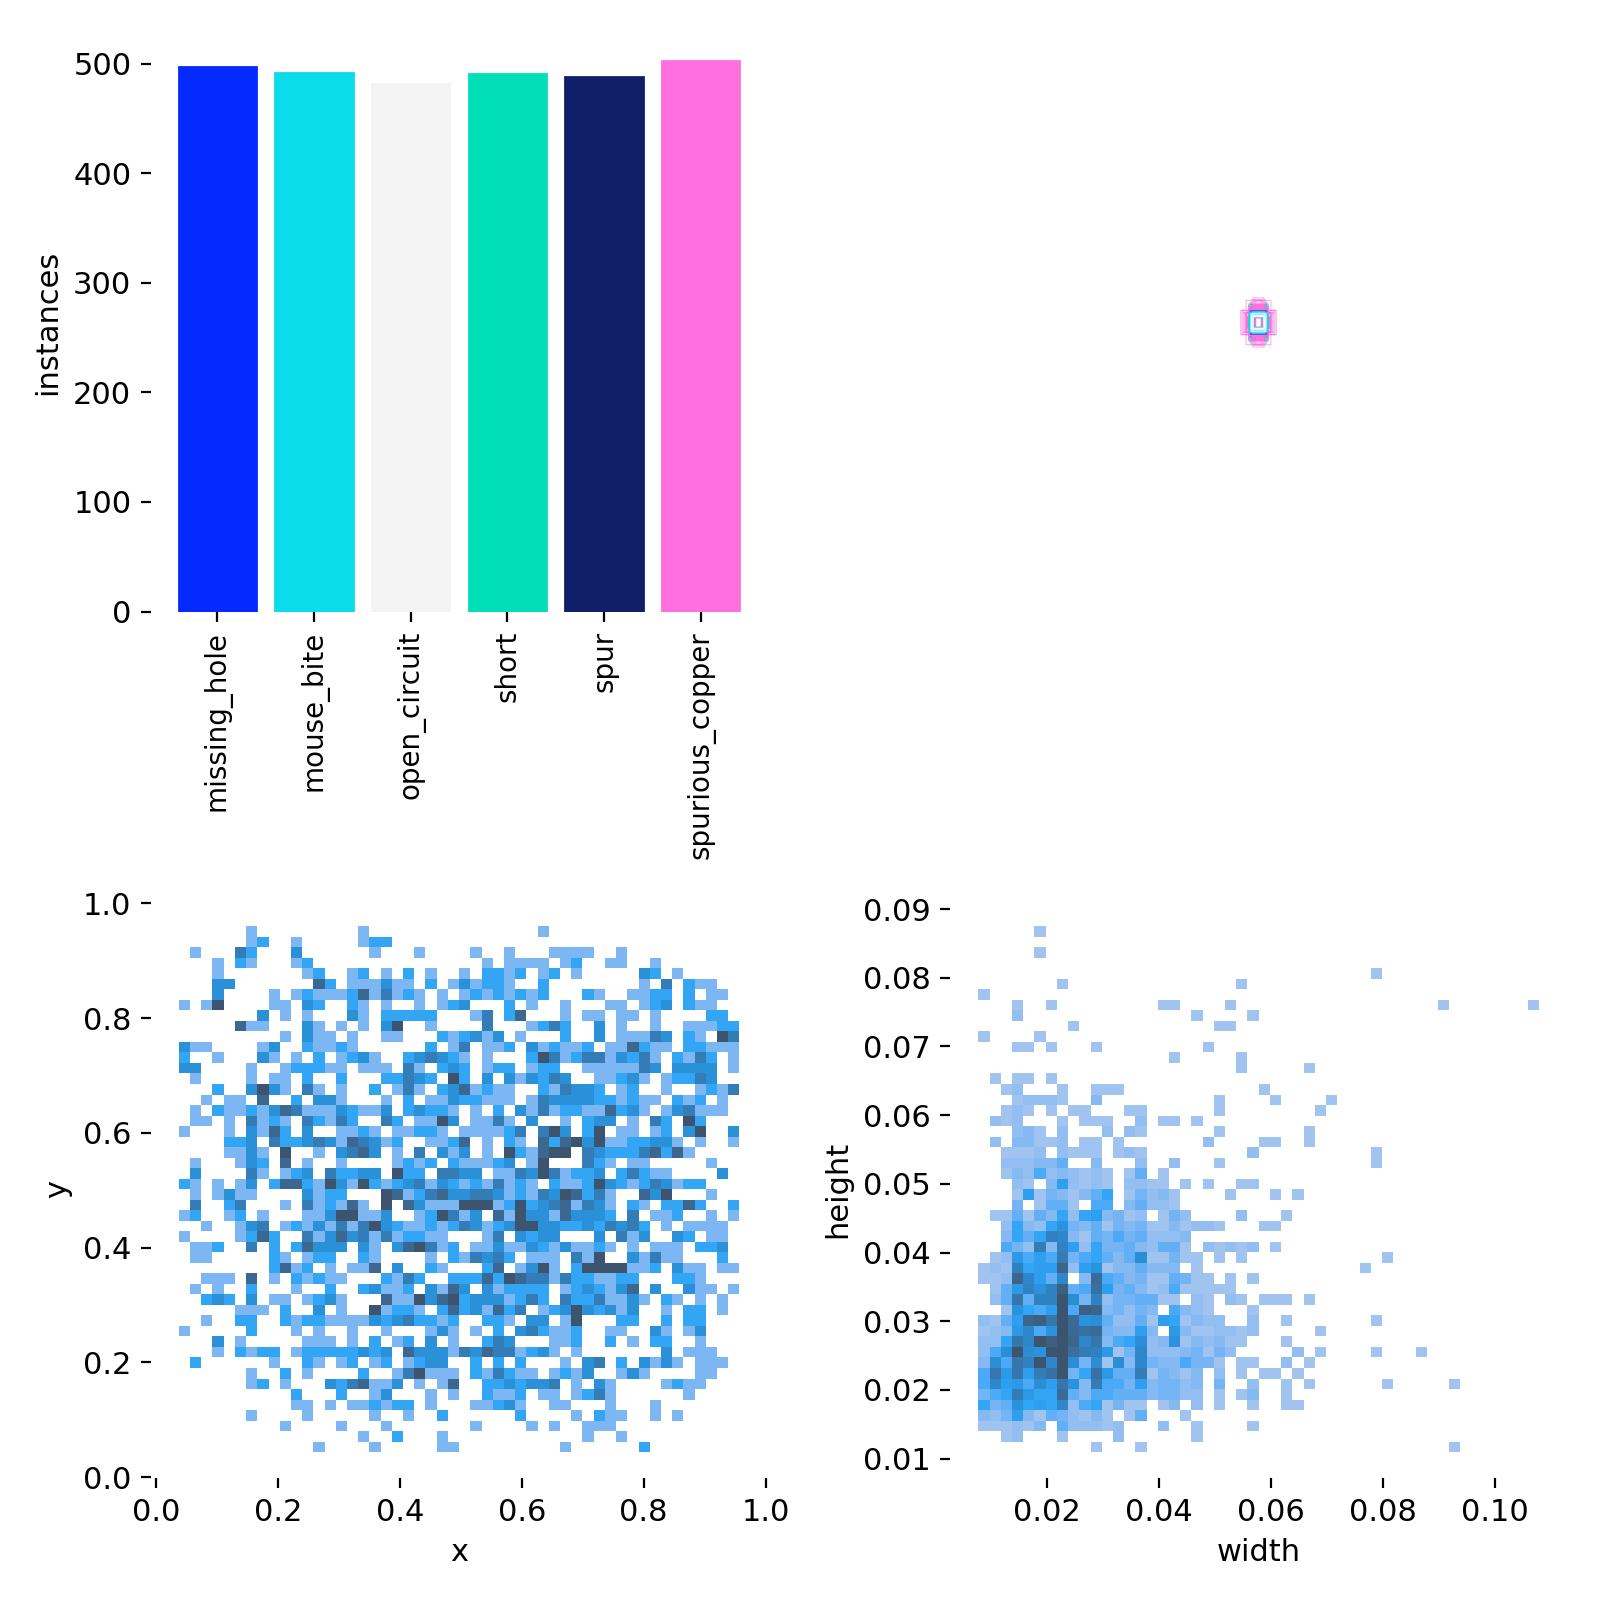 500
400
300
200
100
0
instances
missing_hole
mouse_bite
open_circuit
short
spur
spurious_copper
1.0
0.8
0.6
0.4
0.2
0.0
y
0.0 0.2 0.4 0.6 0.8 1.0
x
0.09
0.08
0.07
0.06
0.05
0.04
0.03
0.02
0.01
height
0.02 0.04 0.06 0.08 0.10
width